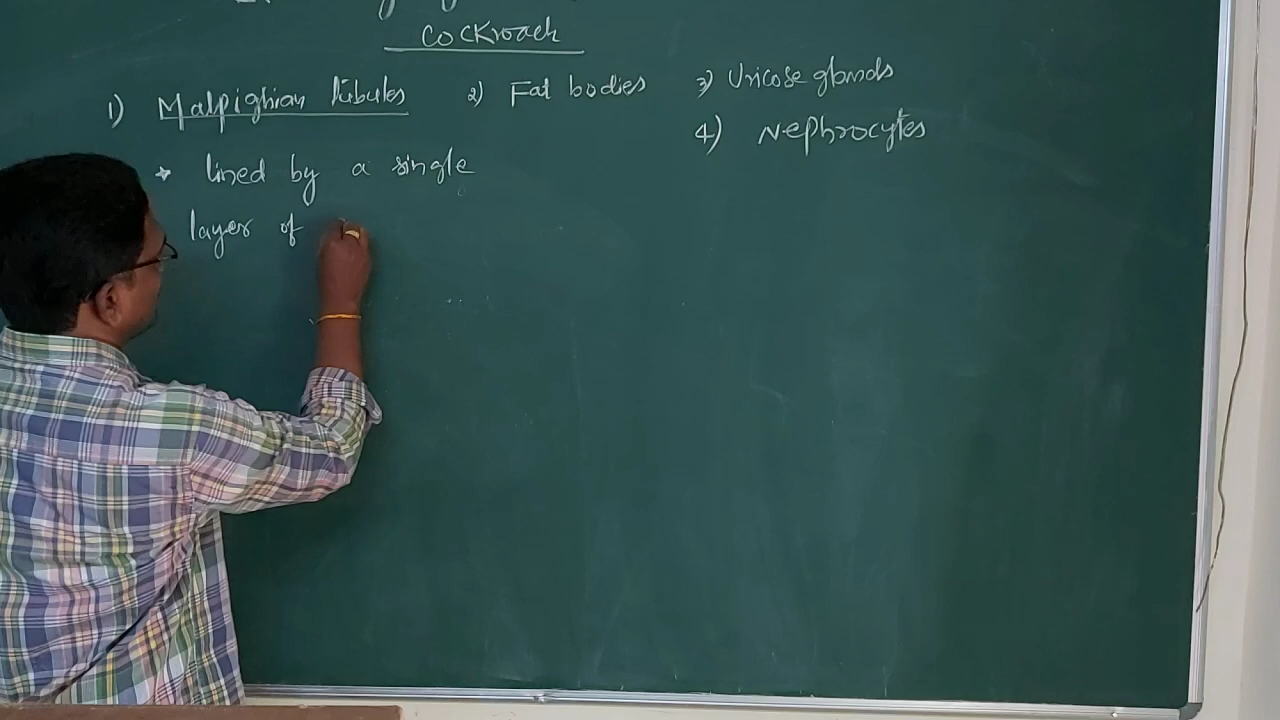 Cockroach
1) Malpighian tubules 2) Fat bodies 3) Uricose glands
4) Nephrocytes
* lined by a single
layer of